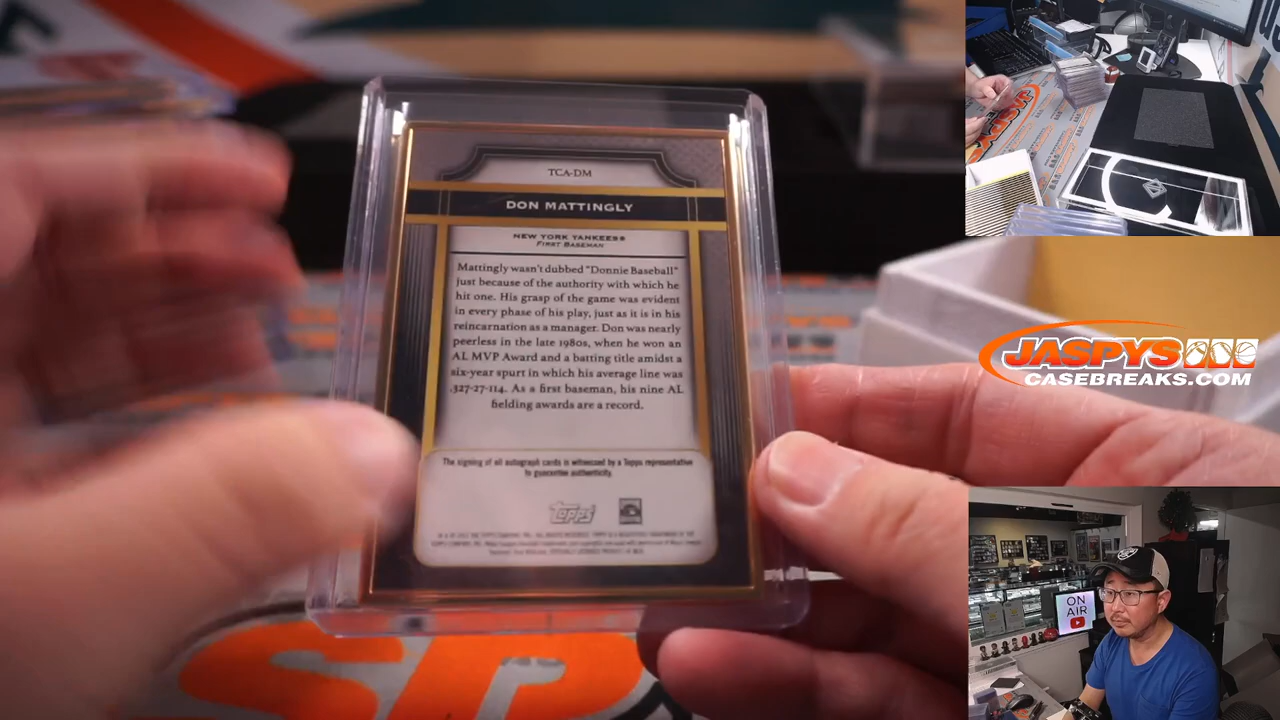 TCA-DM
DON MATTINGLY
NEW YORK YANKEES®
FIRST BASEMAN
Mattingly wasn't dubbed "Donnie Baseball"
just because of the authority with which he
hit one. His grasp of the game was evident
in every phase of his play, just as it is in his
reincarnation as a manager. Don was nearly
peerless in the late 1980s, when he won an
AL MVP Award and a batting title amidst a
six-year spurt in which his average line was
.327-27-114. As a first baseman, his nine AL
fielding awards are a record.
The signing of all autograph cards is witnessed by a Topps representative
to guarantee authenticity.
Topps
JASPYS
CASEBREAKS.COM
ON
AIR